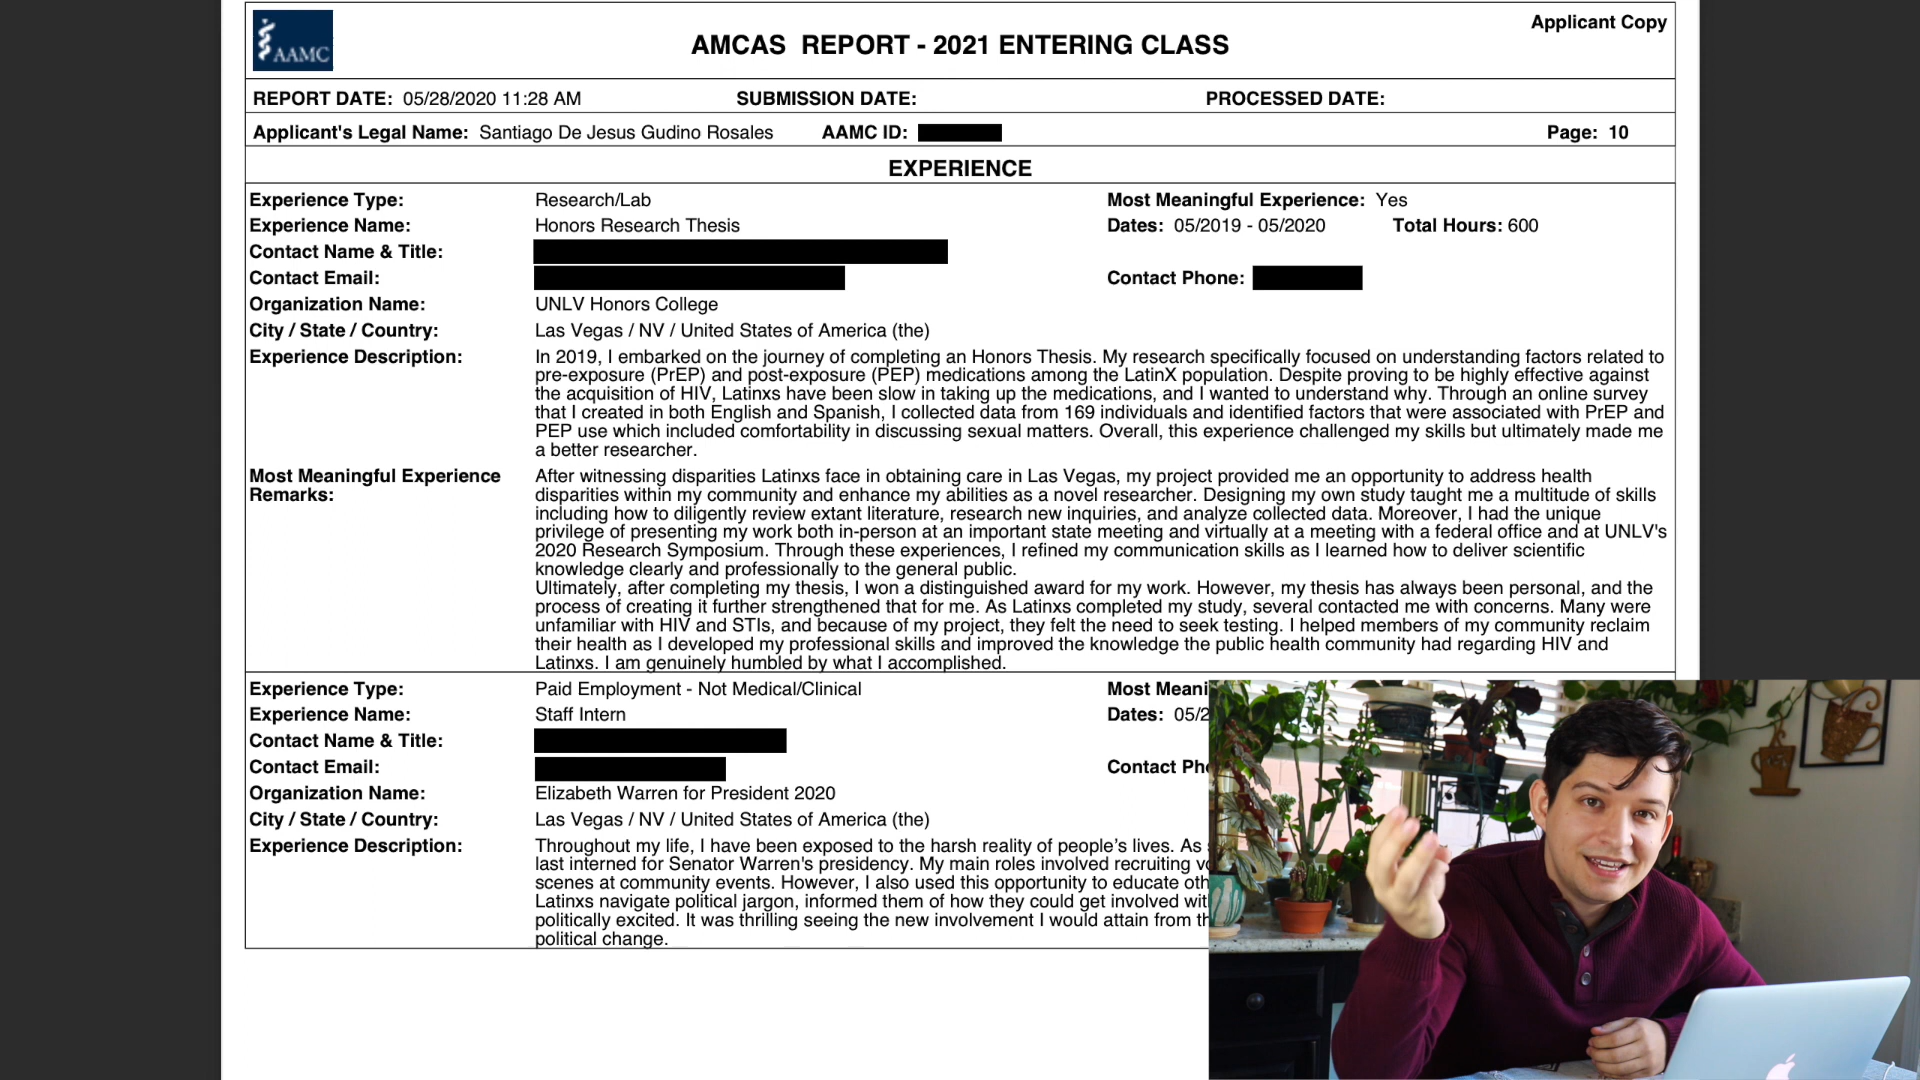 AAMC
Applicant Copy
AMCAS REPORT - 2021 ENTERING CLASS
REPORT DATE: 05/28/2020 11:28 AM SUBMISSION DATE: PROCESSED DATE:
Applicant's Legal Name: Santiago De Jesus Gudino Rosales AAMC ID: Page: 10
EXPERIENCE
Experience Type: Research/Lab Most Meaningful Experience: Yes
Experience Name: Honors Research Thesis Dates: 05/2019 - 05/2020 Total Hours: 600
Contact Name & Title:
Contact Email: Contact Phone:
Organization Name: UNLV Honors College
City / State / Country: Las Vegas / NV / United States of America (the)
Experience Description: In 2019, I embarked on the journey of completing an Honors Thesis. My research specifically focused on understanding factors related to
pre-exposure (PrEP) and post-exposure (PEP) medications among the LatinX population. Despite proving to be highly effective against
the acquisition of HIV, Latinxs have been slow in taking up the medications, and I wanted to understand why. Through an online survey
that I created in both English and Spanish, I collected data from 169 individuals and identified factors that were associated with PrEP and
PEP use which included comfortability in discussing sexual matters. Overall, this experience challenged my skills but ultimately made me
a better researcher.
Most Meaningful Experience After witnessing disparities Latinxs face in obtaining care in Las Vegas, my project provided me an opportunity to address health
Remarks: disparities within my community and enhance my abilities as a novel researcher. Designing my own study taught me a multitude of skills
including how to diligently review extant literature, research new inquiries, and analyze collected data. Moreover, I had the unique
privilege of presenting my work both in-person at an important state meeting and virtually at a meeting with a federal office and at UNLV's
2020 Research Symposium. Through these experiences, I refined my communication skills as I learned how to deliver scientific
knowledge clearly and professionally to the general public.
Ultimately, after completing my thesis, I won a distinguished award for my work. However, my thesis has always been personal, and the
process of creating it further strengthened that for me. As Latinxs completed my study, several contacted me with concerns. Many were
unfamiliar with HIV and STIs, and because of my project, they felt the need to seek testing. I helped members of my community reclaim
their health as I developed my professional skills and improved the knowledge the public health community had regarding HIV and
Latinxs. I am genuinely humbled by what I accomplished.
Experience Type: Paid Employment - Not Medical/Clinical Most Meani
Experience Name: Staff Intern Dates: 05/2
Contact Name & Title:
Contact Email: Contact Pho
Organization Name: Elizabeth Warren for President 2020
City / State / Country: Las Vegas / NV / United States of America (the)
Experience Description: Throughout my life, I have been exposed to the harsh reality of people's lives. As
last interned for Senator Warren's presidency. My main roles involved recruiting
scenes at community events. However, I also used this opportunity to educate oth
Latinxs navigate political jargon, informed them of how they could get involved wit
politically excited. It was thrilling seeing the new involvement I would attain from th
political change.